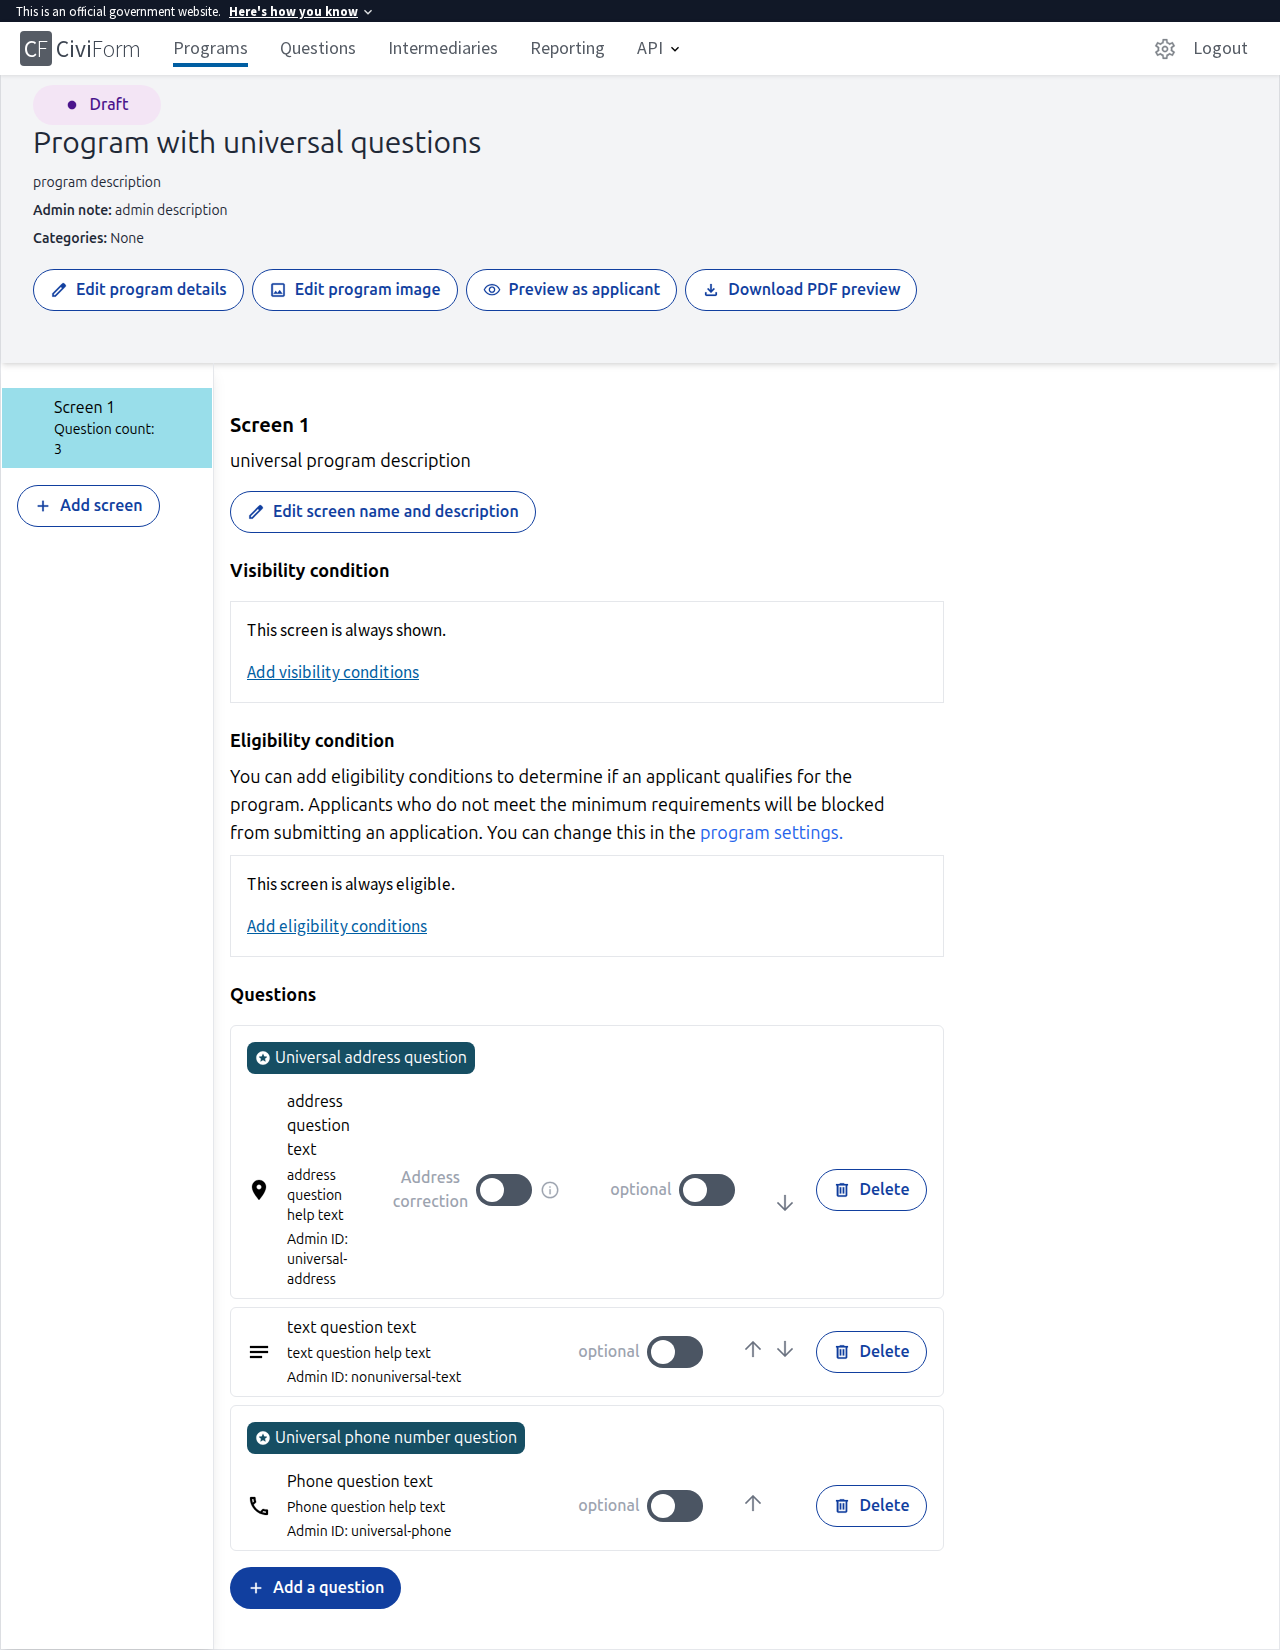 This is an official government website. Here's how you know
CF CiviForm Programs Questions Intermediaries Reporting API Logout
Draft
Program with universal questions
program description
Admin note: admin description
Categories: None
Edit program details Edit program image Preview as applicant Download PDF preview
Screen 1
Question count:
3
Add screen
Screen 1
universal program description
Edit screen name and description
Visibility condition
This screen is always shown.
Add visibility conditions
Eligibility condition
You can add eligibility conditions to determine if an applicant qualifies for the
program. Applicants who do not meet the minimum requirements will be blocked
from submitting an application. You can change this in the program settings.
This screen is always eligible.
Add eligibility conditions
Questions
Universal address question
address
question
text
address
question
help text
Admin ID:
universal-
address
Address
correction
optional
Delete
text question text
text question help text
Admin ID: nonuniversal-text
optional
Delete
Universal phone number question
Phone question text
Phone question help text
Admin ID: universal-phone
optional
Delete
Add a question